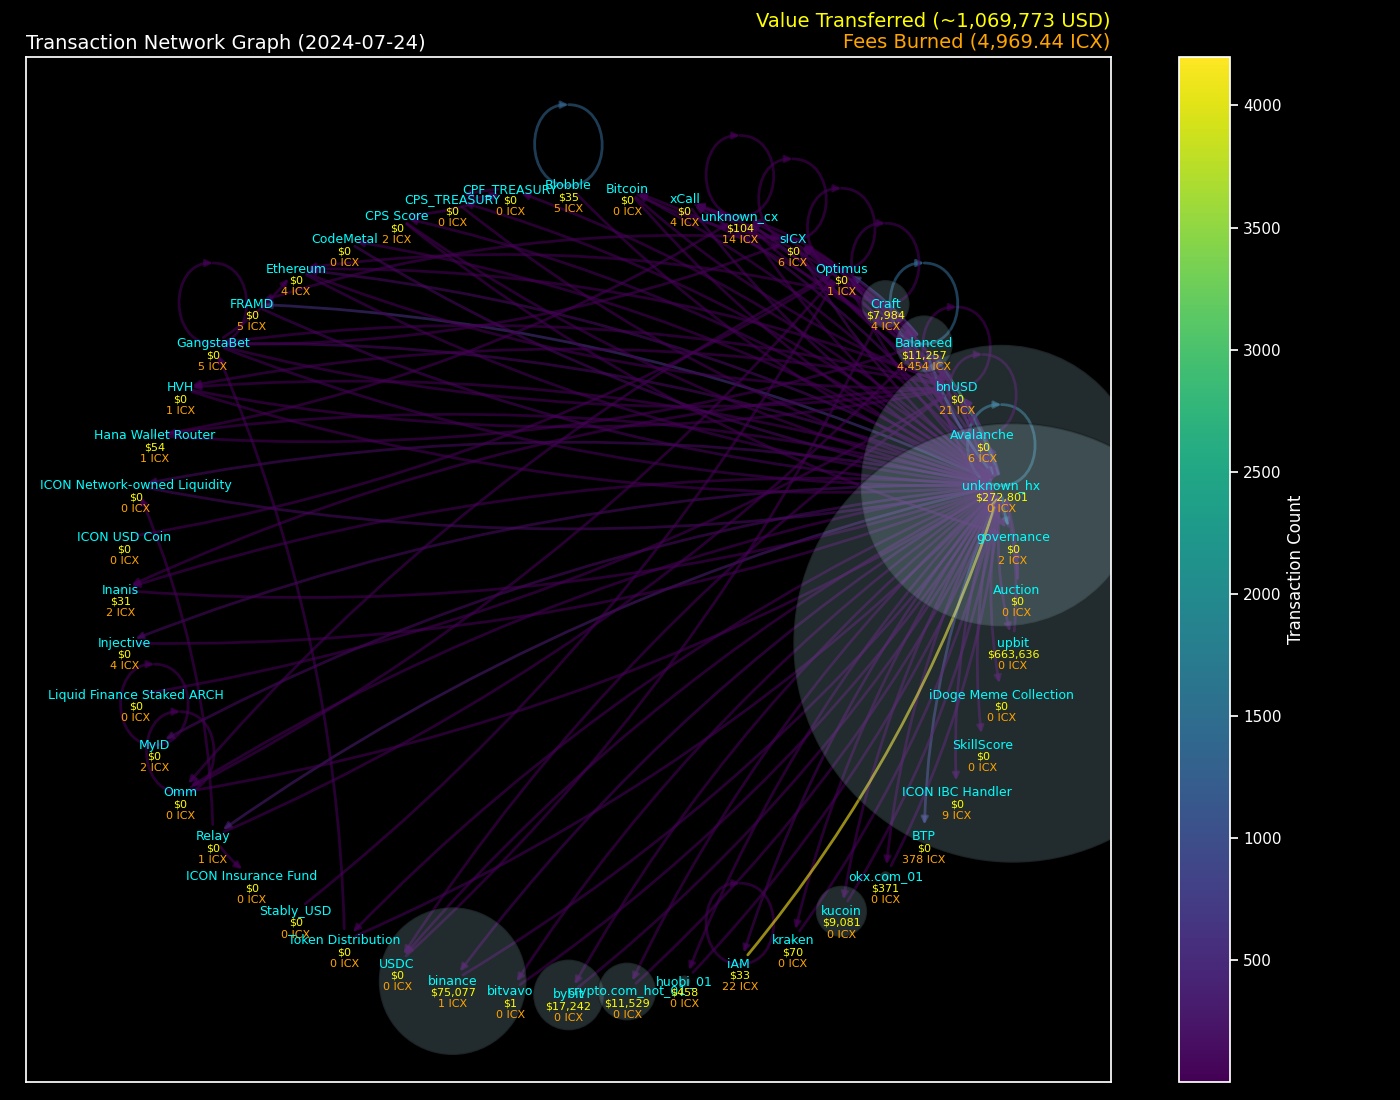 Value Transferred (~1,069,773 USD)
Transaction Network Graph (2024-07-24)
Fees Burned (4,969.44 ICX)
Blobble
$35
5 ICX
Bitcoin
$0
0 ICX
CPF_TREASURY
$0
0 ICX
xCall
$0
4 ICX
CPS_TREASURY
$0
0 ICX
unknown_cx
$104
14 ICX
CPS Score
$0
2 ICX
sICX
$0
6 ICX
CodeMetal
$0
0 ICX
Optimus
$0
1 ICX
Ethereum
$0
4 ICX
Craft
$7,984
4 ICX
FRAMD
$0
5 ICX
Balanced
$11,257
4,454 ICX
GangstaBet
$0
5 ICX
bnUSD
$0
21 ICX
HVH
$0
1 ICX
Avalanche
$0
6 ICX
Hana Wallet Router
$54
1 ICX
unknown_hx
$272,801
0 ICX
ICON Network-owned Liquidity
$0
0 ICX
governance
$0
2 ICX
ICON USD Coin
$0
0 ICX
Auction
$0
0 ICX
Inanis
$31
2 ICX
upbit
$663,636
0 ICX
Injective
$0
4 ICX
iDoge Meme Collection
$0
0 ICX
Liquid Finance Staked ARCH
$0
0 ICX
SkillScore
$0
0 ICX
MyID
$0
2 ICX
ICON IBC Handler
$0
9 ICX
Omm
$0
0 ICX
BTP
$0
378 ICX
Relay
$0
1 ICX
okx.com_01
$371
0 ICX
ICON Insurance Fund
$0
0 ICX
kucoin
$9,081
0 ICX
Stably_USD
$0
0 ICX
kraken
$70
0 ICX
Token Distribution
$0
0 ICX
iAM
$33
22 ICX
USDC
$0
0 ICX
huobi_01
$458
0 ICX
binance
$75,077
1 ICX
crypto.com_hot_01
$11,529
0 ICX
bitvavo
$1
0 ICX
bybit
$17,242
0 ICX
4000
3500
3000
2500
2000
1500
1000
500
Transaction Count